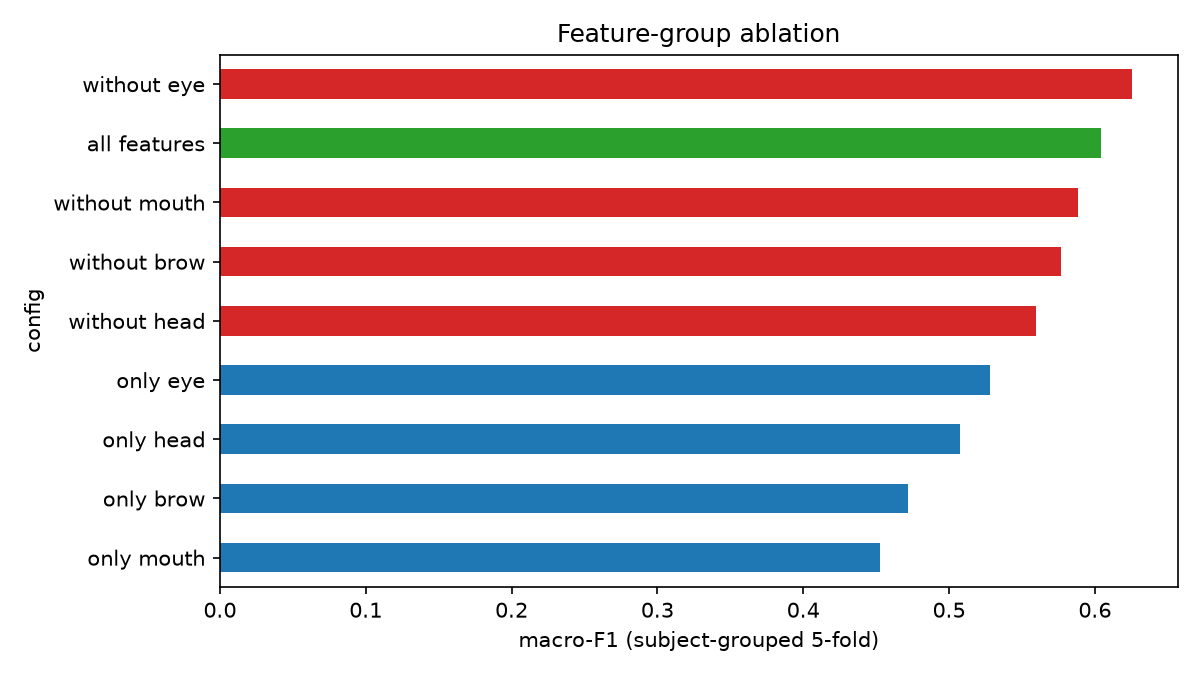 Feature-group ablation
without eye
all features
without mouth
without brow
without head
only eye
only head
only brow
only mouth
config
0.0 0.1 0.2 0.3 0.4 0.5 0.6
macro-F1 (subject-grouped 5-fold)